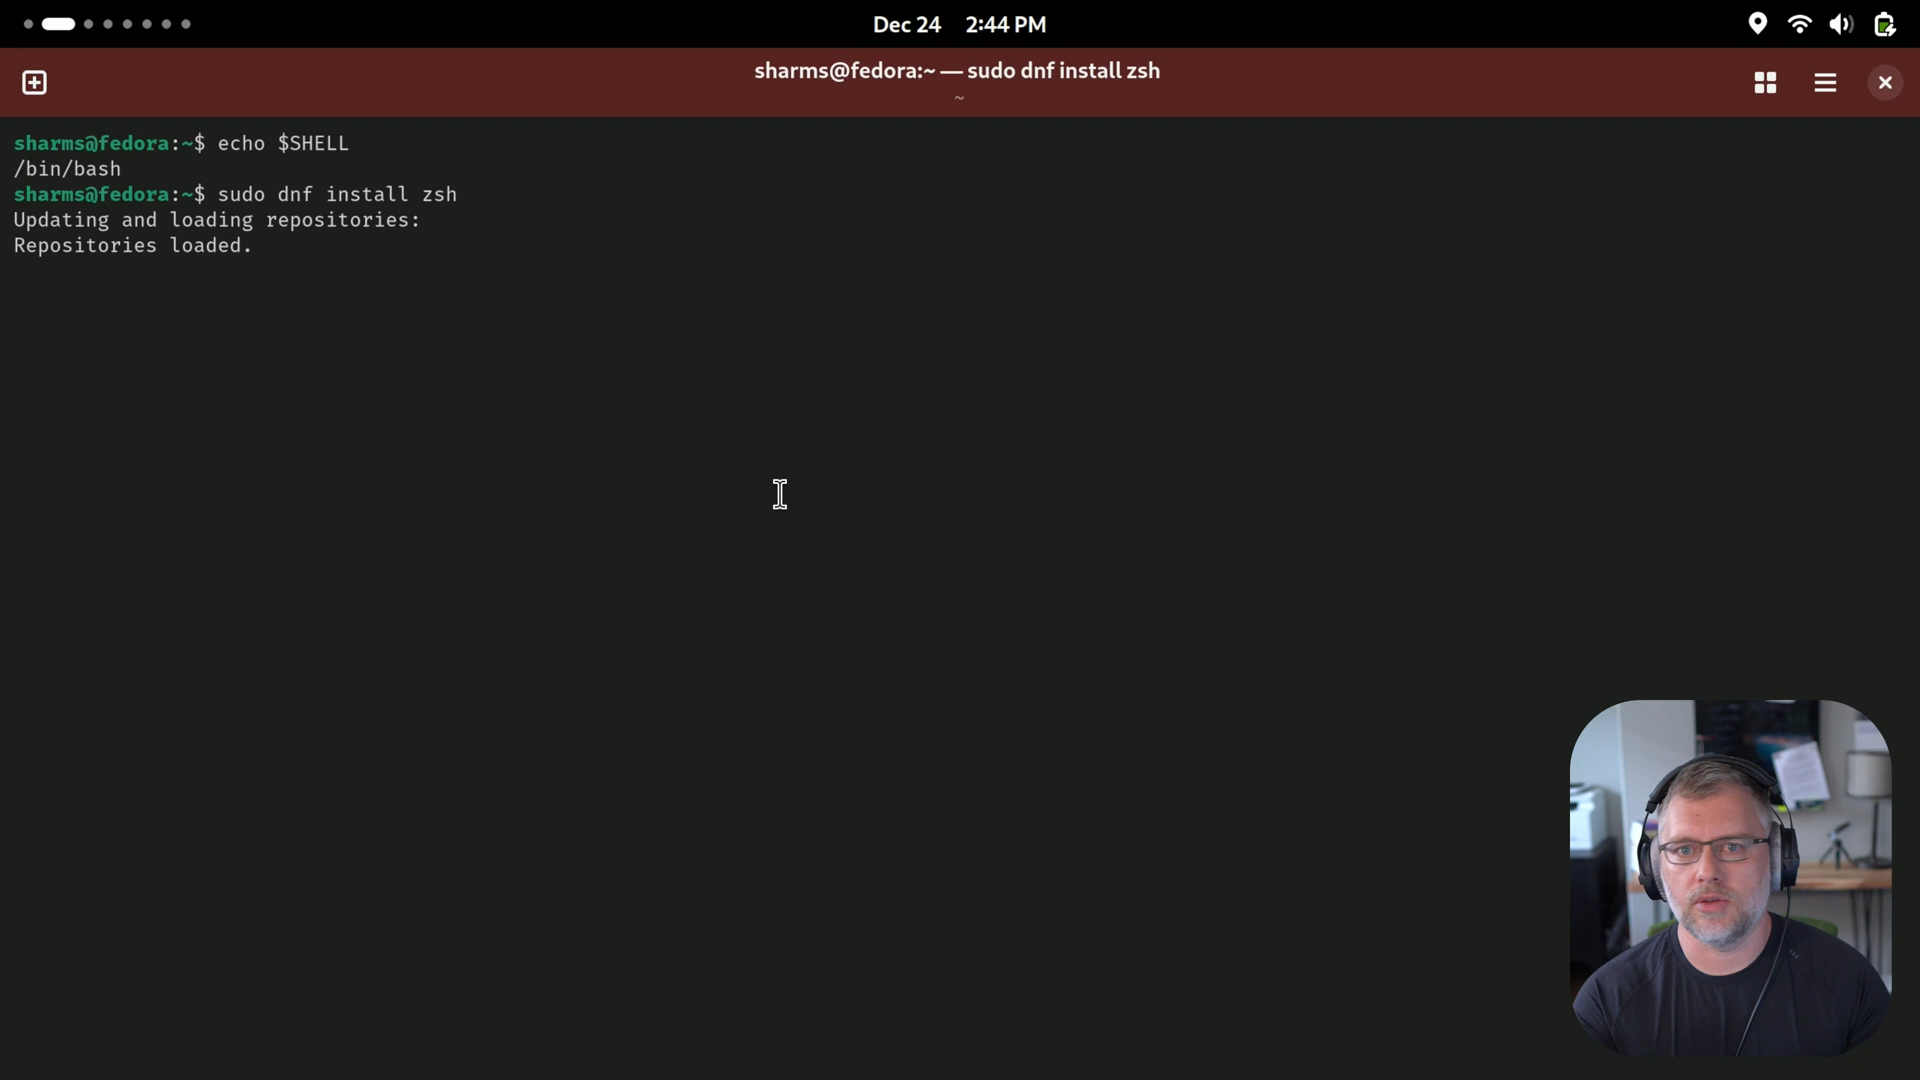 Dec 24 2:44 PM
sharms@fedora:~ — sudo dnf install zsh
~
sharms@fedora:~$ echo $SHELL
/bin/bash
sharms@fedora:~$ sudo dnf install zsh
Updating and loading repositories:
Repositories loaded.